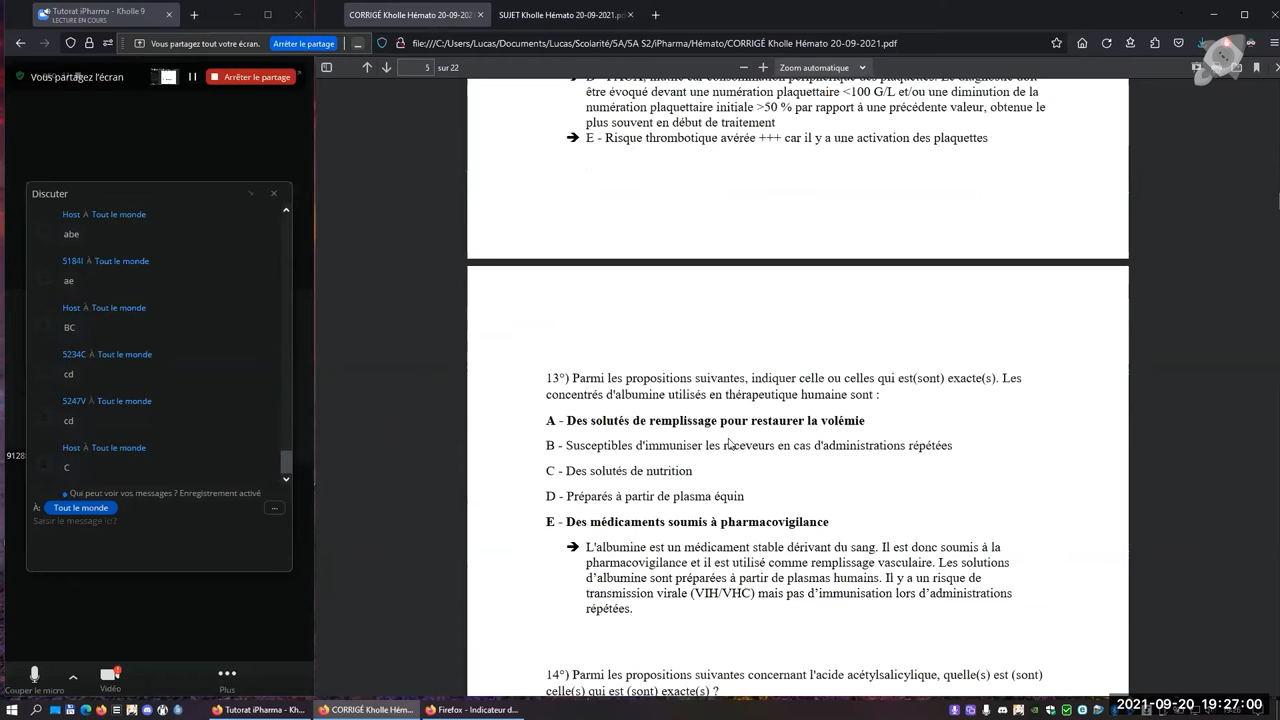 Tutorat iPharma - Kholle 9
LECTURE EN COURS
CORRIGÉ Kholle Hémato 20-09-2021
SUJET Kholle Hémato 20-09-2021.pd
Vous partagez tout votre écran.
Arrêter le partage
...
file:///C:/Users/Lucas/Documents/Lucas/Scolarité/5A/5A S2/iPharma/Hémato/CORRIGÉ Kholle Hémato 20-09-2021.pdf
5
sur 22
Zoom automatique
Vous partagez l'écran
Arrêter le partage
être évoqué devant une numération plaquettaire <100 G/L et/ou une diminution de la
numération plaquettaire initiale >50 % par rapport à une précédente valeur, obtenue le
plus souvent en début de traitement
➔ E - Risque thrombotique avérée +++ car il y a une activation des plaquettes
Discuter
Host À Tout le monde
abe
5184I À Tout le monde
ae
Host À Tout le monde
BC
5234C À Tout le monde
cd
5247V À Tout le monde
cd
Host À Tout le monde
C
9128
Qui peut voir vos messages ? Enregistrement activé
À: Tout le monde
...
Saisir le message ici?
13°) Parmi les propositions suivantes, indiquer celle ou celles qui est(sont) exacte(s). Les
concentrés d'albumine utilisés en thérapeutique humaine sont :
A - Des solutés de remplissage pour restaurer la volémie
B - Susceptibles d'immuniser les receveurs en cas d'administrations répétées
C - Des solutés de nutrition
D - Préparés à partir de plasma équin
E - Des médicaments soumis à pharmacovigilance
➔ L'albumine est un médicament stable dérivant du sang. Il est donc soumis à la
pharmacovigilance et il est utilisé comme remplissage vasculaire. Les solutions
d'albumine sont préparées à partir de plasmas humains. Il y a un risque de
transmission virale (VIH/VHC) mais pas d'immunisation lors d'administrations
répétées.
14°) Parmi les propositions suivantes concernant l'acide acétylsalicylique, quelle(s) est (sont)
celle(s) qui est (sont) exacte(s) ?
Couper le micro
Vidéo
Plus
Tutorat iPharma - Kh...
CORRIGÉ Kholle Hém...
Firefox - Indicateur d...
2021-09-20 19:27:00